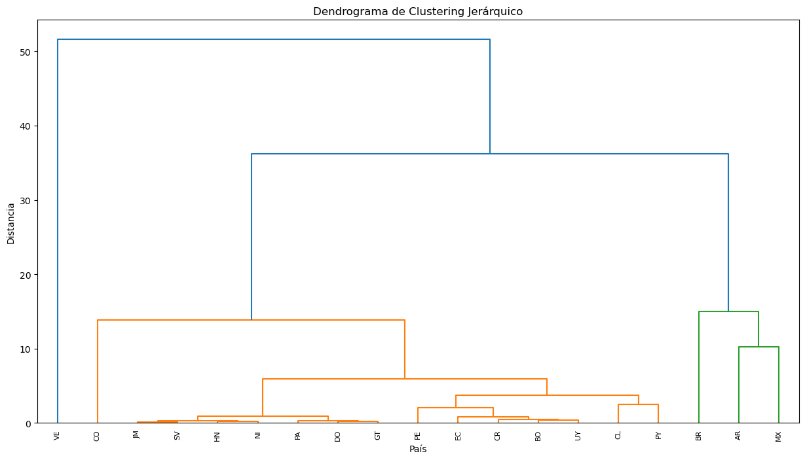 Dendrograma de Clustering Jerárquico
Distancia
50
40
30
20
10
0
VE CO JM SV HN NI PA DO GT PE EC CR BO UY CL PY BR AR MX
País